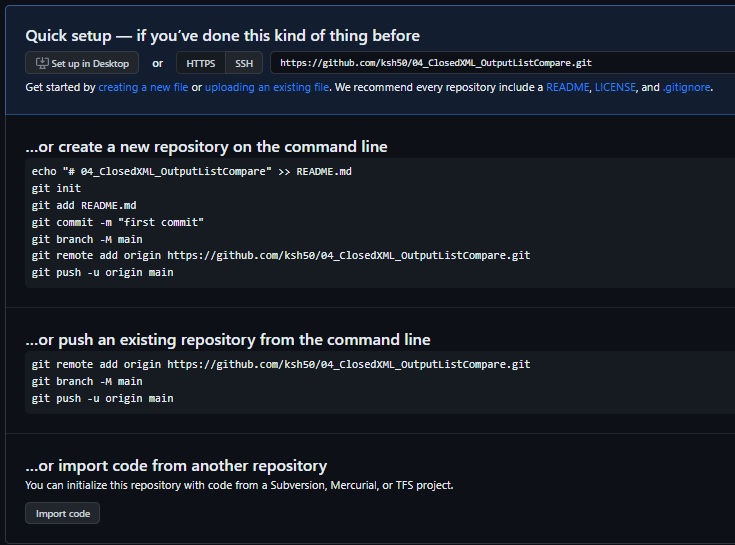 Quick setup — if you've done this kind of thing before
Set up in Desktop or HTTPS SSH https://github.com/ksh50/04_ClosedXML_OutputListCompare.git
Get started by creating a new file or uploading an existing file. We recommend every repository include a README, LICENSE, and .gitignore.
…or create a new repository on the command line
echo "# 04_ClosedXML_OutputListCompare" >> README.md
git init
git add README.md
git commit -m "first commit"
git branch -M main
git remote add origin https://github.com/ksh50/04_ClosedXML_OutputListCompare.git
git push -u origin main
…or push an existing repository from the command line
git remote add origin https://github.com/ksh50/04_ClosedXML_OutputListCompare.git
git branch -M main
git push -u origin main
…or import code from another repository
You can initialize this repository with code from a Subversion, Mercurial, or TFS project.
Import code